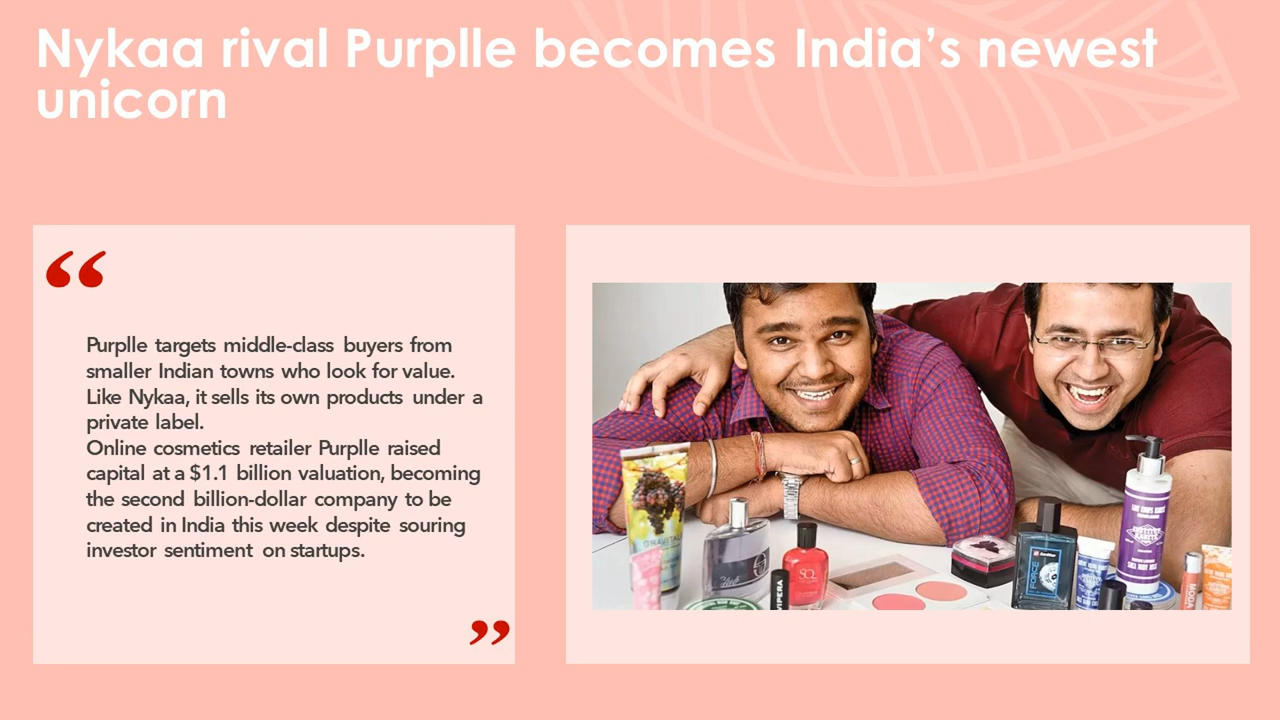 Nykaa rival Purplle becomes India’s newest
unicorn
“
Purplle targets middle-class buyers from
smaller Indian towns who look for value.
Like Nykaa, it sells its own products under a
private label.
Online cosmetics retailer Purplle raised
capital at a $1.1 billion valuation, becoming
the second billion-dollar company to be
created in India this week despite souring
investor sentiment on startups.
”
SQ
VIPERA
FORCE